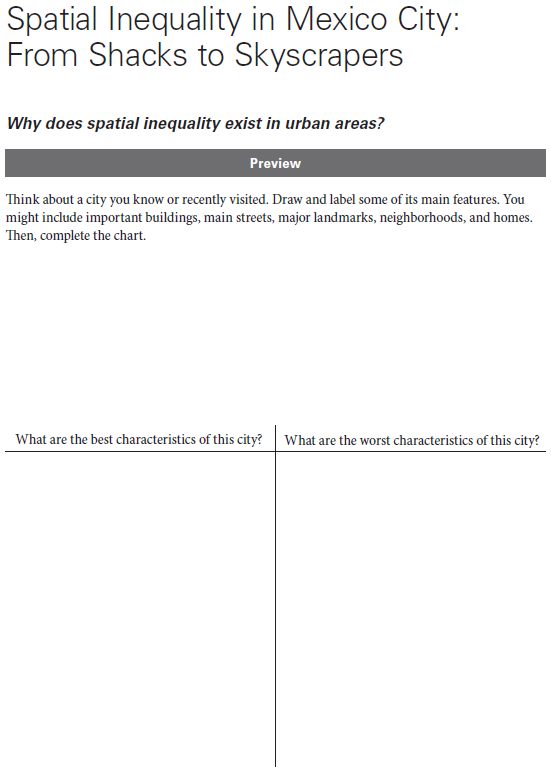 Spatial Inequality in Mexico City:
From Shacks to Skyscrapers
Why does spatial inequality exist in urban areas?
Preview
Think about a city you know or recently visited. Draw and label some of its main features. You
might include important buildings, main streets, major landmarks, neighborhoods, and homes.
Then, complete the chart.
What are the best characteristics of this city?
What are the worst characteristics of this city?